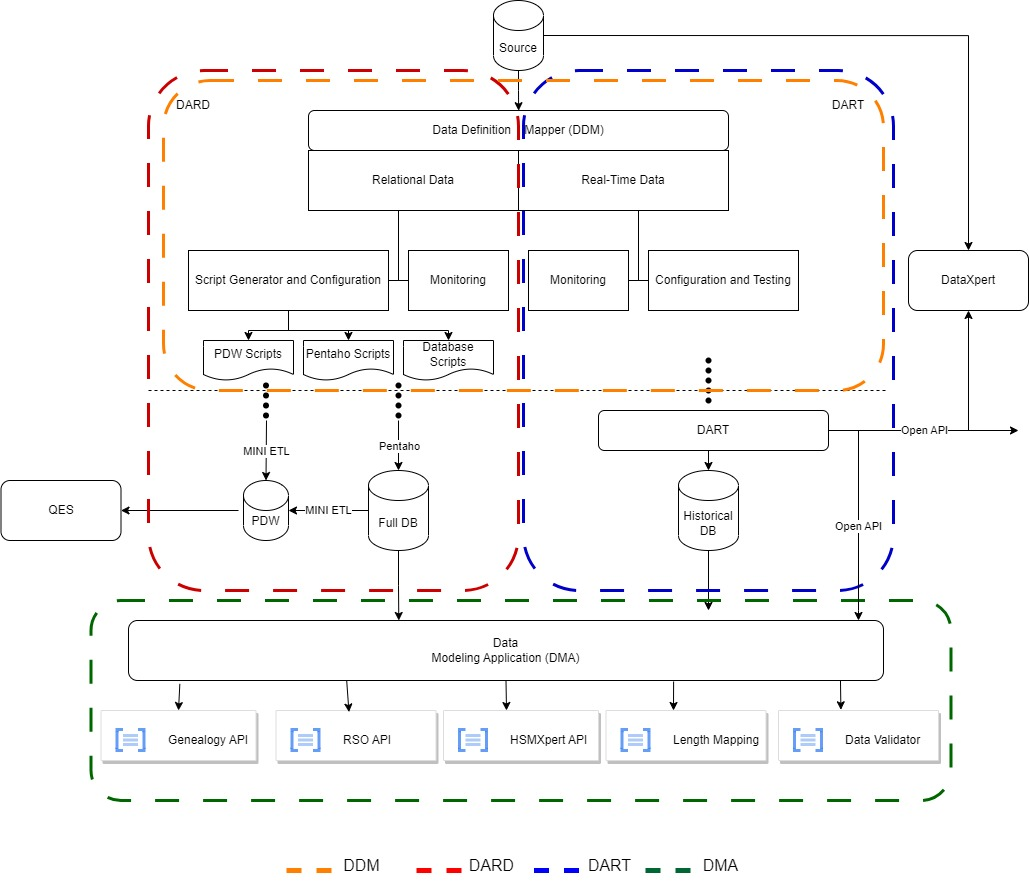 Source
DARD
DART
Data Definition Mapper (DDM)
Relational Data
Real-Time Data
Script Generator and Configuration
Monitoring
Monitoring
Configuration and Testing
DataXpert
PDW Scripts
Pentaho Scripts
Database
Scripts
DART
Open API
MINI ETL
Pentaho
QES
PDW
MINI ETL
Full DB
Historical
DB
Open API
Data
Modeling Application (DMA)
Genealogy API
RSO API
HSMXpert API
Length Mapping
Data Validator
DDM
DARD
DART
DMA